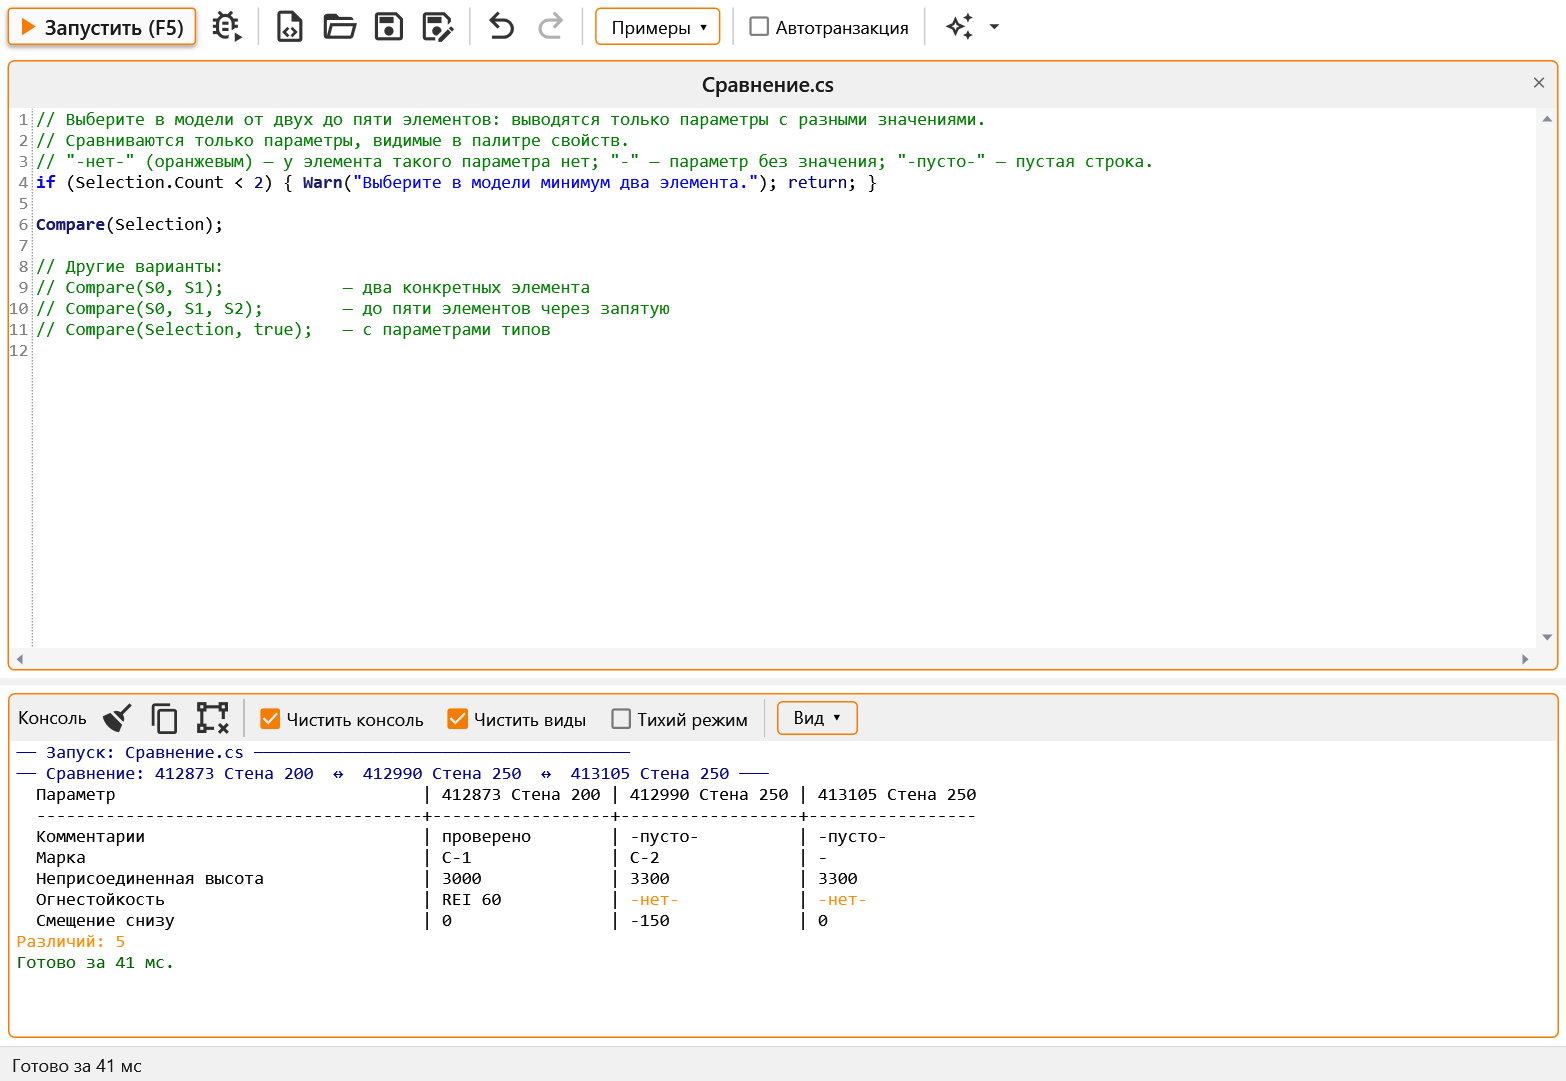 Запустить (F5)
Примеры
Автотранзакция
Сравнение.cs
1 // Выберите в модели от двух до пяти элементов: выводятся только параметры с разными значениями.
2 // Сравниваются только параметры, видимые в палитре свойств.
3 // "-нет-" (оранжевым) — у элемента такого параметра нет; "-" — параметр без значения; "-пусто-" — пустая строка.
4 if (Selection.Count < 2) { Warn("Выберите в модели минимум два элемента."); return; }
5
6 Compare(Selection);
7
8 // Другие варианты:
9 // Compare(S0, S1);            — два конкретных элемента
10 // Compare(S0, S1, S2);        — до пяти элементов через запятую
11 // Compare(Selection, true);   — с параметрами типов
12
Консоль
Чистить консоль
Чистить виды
Тихий режим
Вид
── Запуск: Сравнение.cs ──────────────────────────────────────
── Сравнение: 412873 Стена 200 ↔ 412990 Стена 250 ↔ 413105 Стена 250 ───
Параметр | 412873 Стена 200 | 412990 Стена 250 | 413105 Стена 250
---------------------------------------+------------------+------------------+-----------------
Комментарии | проверено | -пусто- | -пусто-
Марка | С-1 | С-2 | -
Неприсоединенная высота | 3000 | 3300 | 3300
Огнестойкость | REI 60 | -нет- | -нет-
Смещение снизу | 0 | -150 | 0
Различий: 5
Готово за 41 мс.
Готово за 41 мс